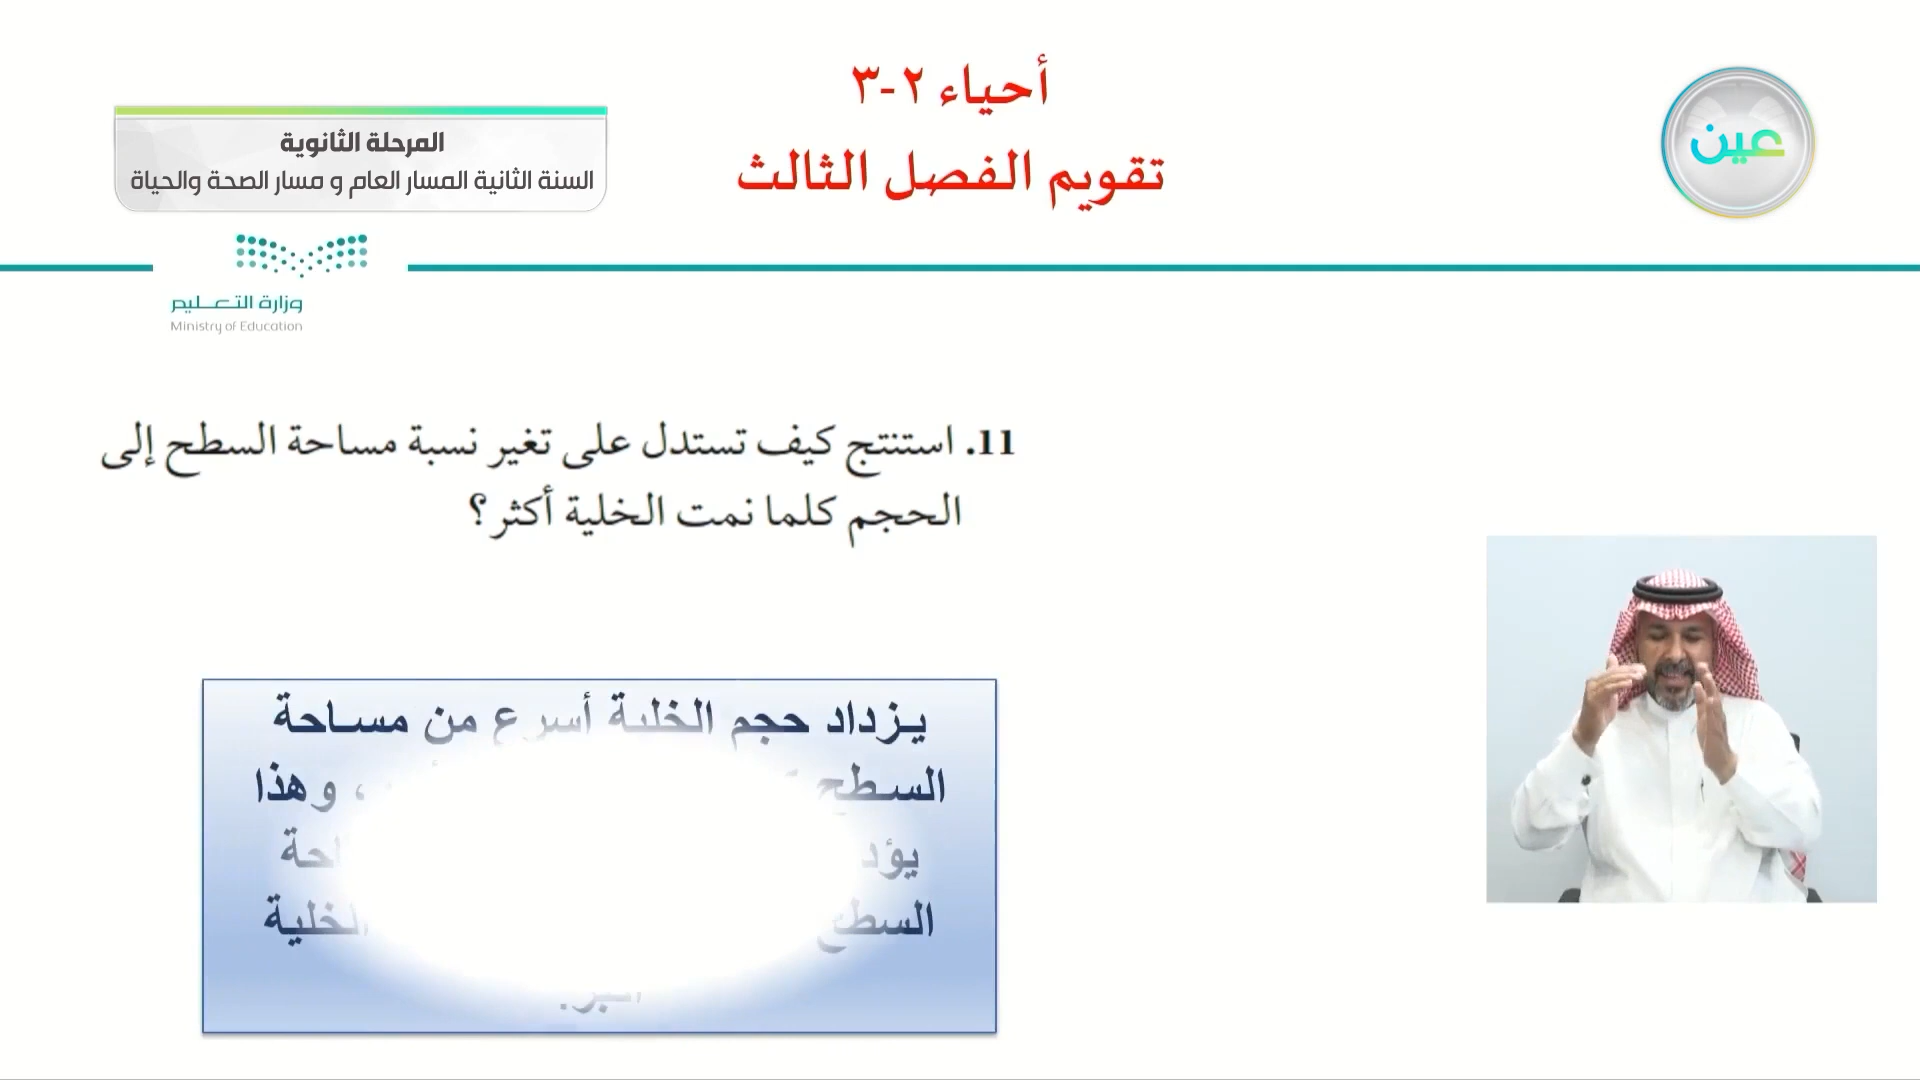 أحياء ٢-٣
تقويم الفصل الثالث
عين
المرحلة الثانوية
السنة الثانية المسار العام و مسار الصحة والحياة
وزارة التعليم
Ministry of Education
11. استنتج كيف تستدل على تغير نسبة مساحة السطح إلى
الحجم كلما نمت الخلية أكثر؟
يزداد حجم الخلية أسرع من مساحة
السطح ، وهذا
السطح الخلية